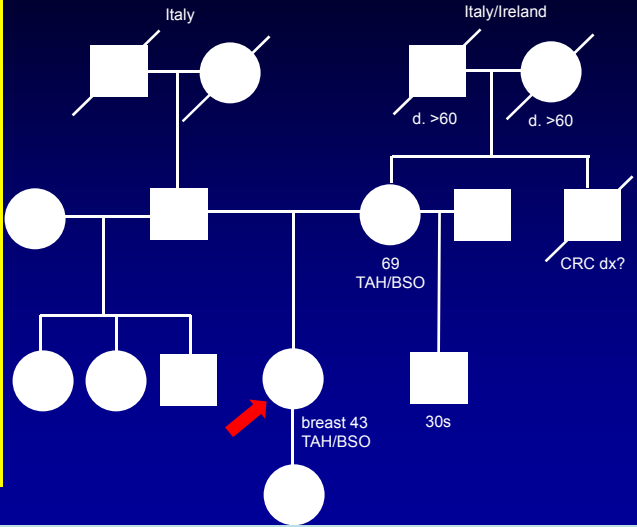 Italy
Italy/Ireland
d. >60
d. >60
69
TAH/BSO
CRC dx?
breast 43
TAH/BSO
30s